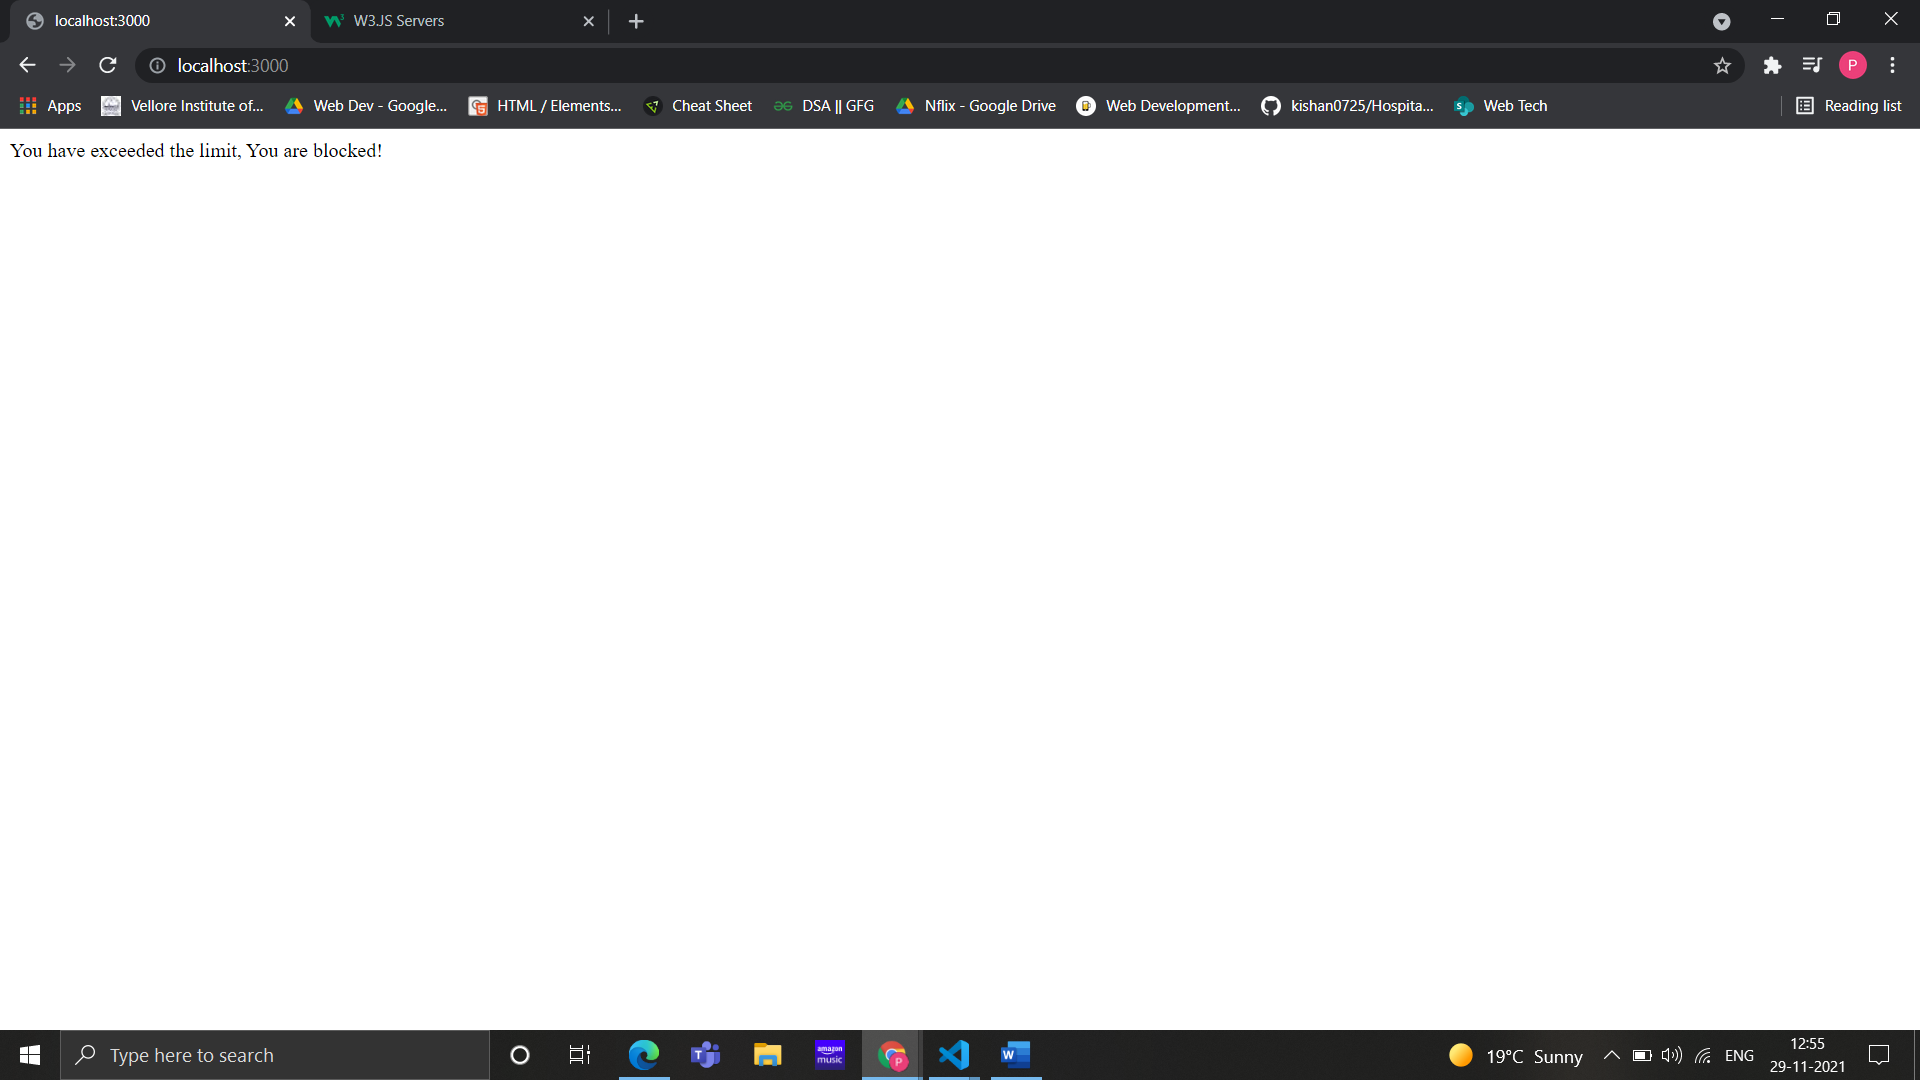 localhost:3000
W3.JS Servers
localhost:3000
Apps
Vellore Institute of...
Web Dev - Google...
HTML / Elements...
Cheat Sheet
DSA || GFG
Nflix - Google Drive
Web Development...
kishan0725/Hospita...
Web Tech
Reading list
You have exceeded the limit, You are blocked!
Type here to search
amazon music
19°C Sunny
ENG
12:55
29-11-2021